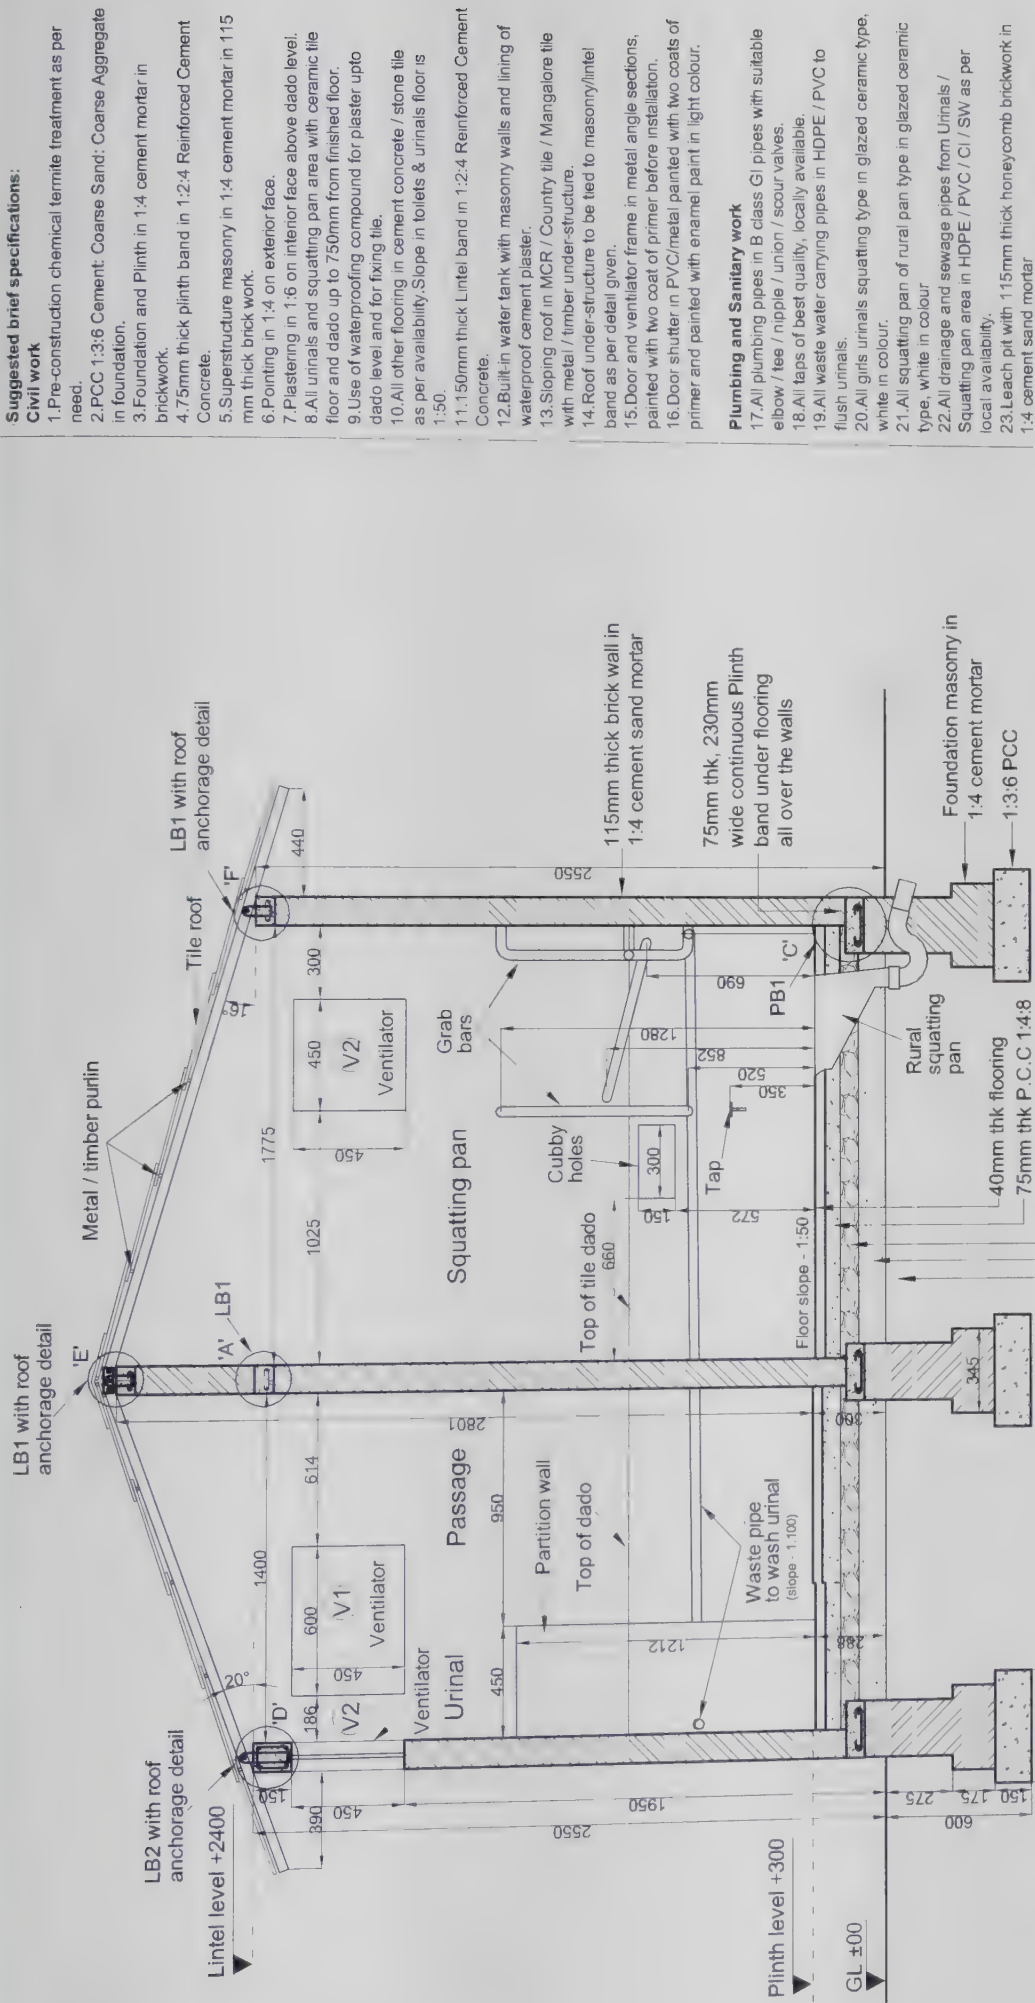 LB1 with roof
anchorage detail
'E'
Metal / timber purlin
Tile roof
LB1 with roof
anchorage detail
'F'
LB2 with roof
anchorage detail
'D'
Lintel level +2400
20°
16°
'A'
LB1
440
390
150
450
186
1400
1775
614
1025
300
600
V1
Ventilator
450
V2
Ventilator
450
450
V2
Ventilator
Urinal
Passage
Squatting pan
450
950
Partition wall
Top of dado
Top of tile dado
Cubby
holes
Grab
bars
660
300
150
572
Tap
350
520
852
1280
690
2550
2550
1950
2801
1212
288
300
Waste pipe
to wash urinal
(slope - 1.100)
Floor slope - 1:50
'C'
PB1
115mm thick brick wall in
1:4 cement sand mortar
75mm thk, 230mm
wide continuous Plinth
band under flooring
all over the walls
Plinth level +300
GL ±00
275
175
150
600
345
Rural
squatting
pan
40mm thk flooring
75mm thk P.C.C 1:4:8
Foundation masonry in
1:4 cement mortar
1:3:6 PCC
Suggested brief specifications:
Civil work
1.Pre-construction chemical termite treatment as per
need.
2.PCC 1:3:6 Cement: Coarse Sand: Coarse Aggregate
in foundation.
3.Foundation and Plinth in 1:4 cement mortar in
brickwork.
4.75mm thick plinth band in 1:2:4 Reinforced Cement
Concrete.
5.Superstructure masonry in 1:4 cement mortar in 115
mm thick brick work.
6.Pointing in 1:4 on exterior face.
7.Plastering in 1:6 on interior face above dado level.
8.All urinals and squatting pan area with ceramic tile
floor and dado up to 750mm from finished floor.
9.Use of waterproofing compound for plaster upto
dado level and for fixing tile.
10.All other flooring in cement concrete / stone tile
as per availability.Slope in toilets & urinals floor is
1:50.
11.150mm thick Lintel band in 1:2:4 Reinforced Cement
Concrete.
12.Built-in water tank with masonry walls and lining of
waterproof cement plaster.
13.Sloping roof in MCR / Country tile / Mangalore tile
with metal / timber under-structure.
14.Roof under-structure to be tied to masonry/lintel
band as per detail given.
15.Door and ventilator frame in metal angle sections,
painted with two coat of primer before installation.
16.Door shutter in PVC/metal painted with two coats of
primer and painted with enamel paint in light colour.
Plumbing and Sanitary work
17.All plumbing pipes in B class GI pipes with suitable
elbow / tee / nipple / union / scour valves.
18.All taps of best quality, locally available.
19.All waste water carrying pipes in HDPE / PVC to
flush urinals.
20.All girls urinals squatting type in glazed ceramic type,
white in colour.
21.All squatting pan of rural pan type in glazed ceramic
type, white in colour
22.All drainage and sewage pipes from Urinals /
Squatting pan area in HDPE / PVC / CI / SW as per
local availability.
23.Leach pit with 115mm thick honeycomb brickwork in
1:4 cement sand mortar